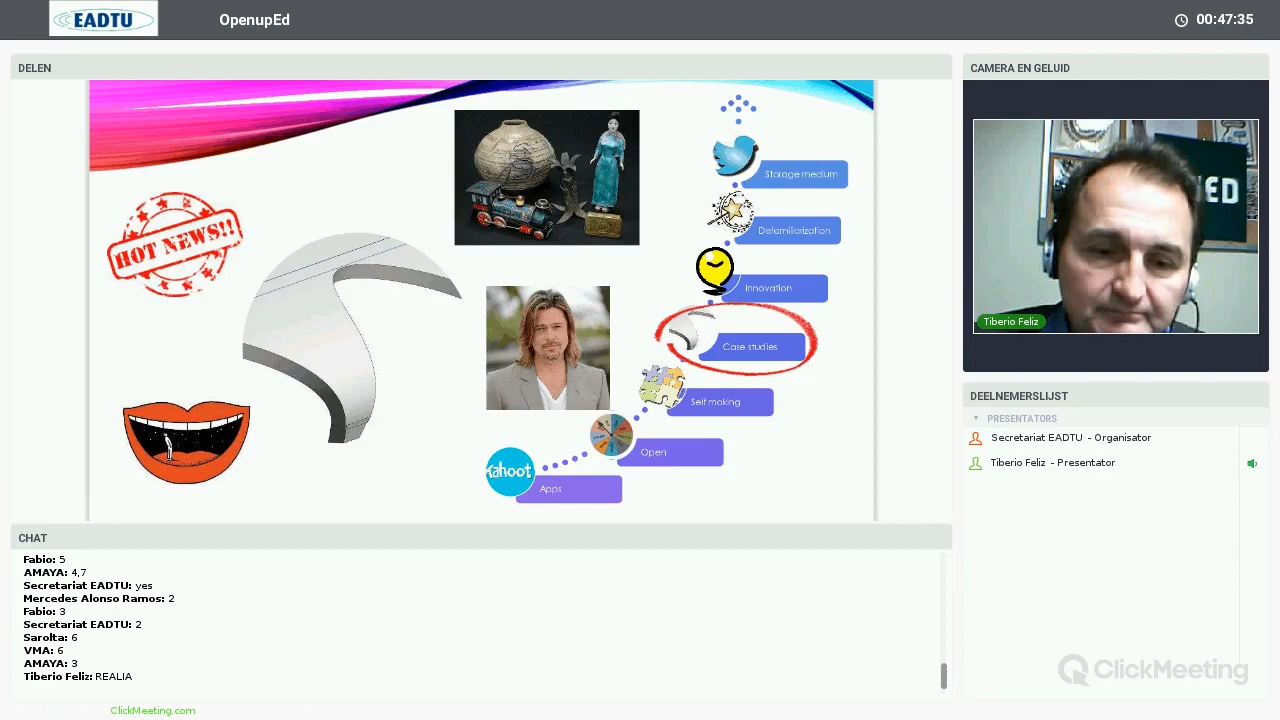 EADTU
OpenupEd
00:47:35
DELEN
HOT NEWS!!
Storage medium
Defamiliarization
Innovation
Case studies
Self making
Open
Kahoot
Apps
CAMERA EN GELUID
Tiberio Feliz
DEELNEMERSLIJST
PRESENTATORS
Secretariat EADTU - Organisator
Tiberio Feliz - Presentator
CHAT
Fabio: 5
AMAYA: 4,7
Secretariat EADTU: yes
Mercedes Alonso Ramos: 2
Fabio: 3
Secretariat EADTU: 2
Sarolta: 6
VMA: 6
AMAYA: 3
Tiberio Feliz: REALIA
ClickMeeting
ClickMeeting.com